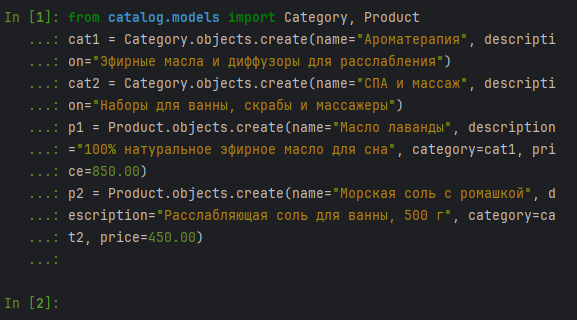 In [1]: from catalog.models import Category, Product
   ...: cat1 = Category.objects.create(name="Ароматерапия", descripti
   ...: on="Эфирные масла и диффузоры для расслабления")
   ...: cat2 = Category.objects.create(name="СПА и массаж", descripti
   ...: on="Наборы для ванны, скрабы и массажеры")
   ...: p1 = Product.objects.create(name="Масло лаванды", description
   ...: ="100% натуральное эфирное масло для сна", category=cat1, pri
   ...: ce=850.00)
   ...: p2 = Product.objects.create(name="Морская соль с ромашкой", d
   ...: escription="Расслабляющая соль для ванны, 500 г", category=ca
   ...: t2, price=450.00)
   ...:
In [2]: